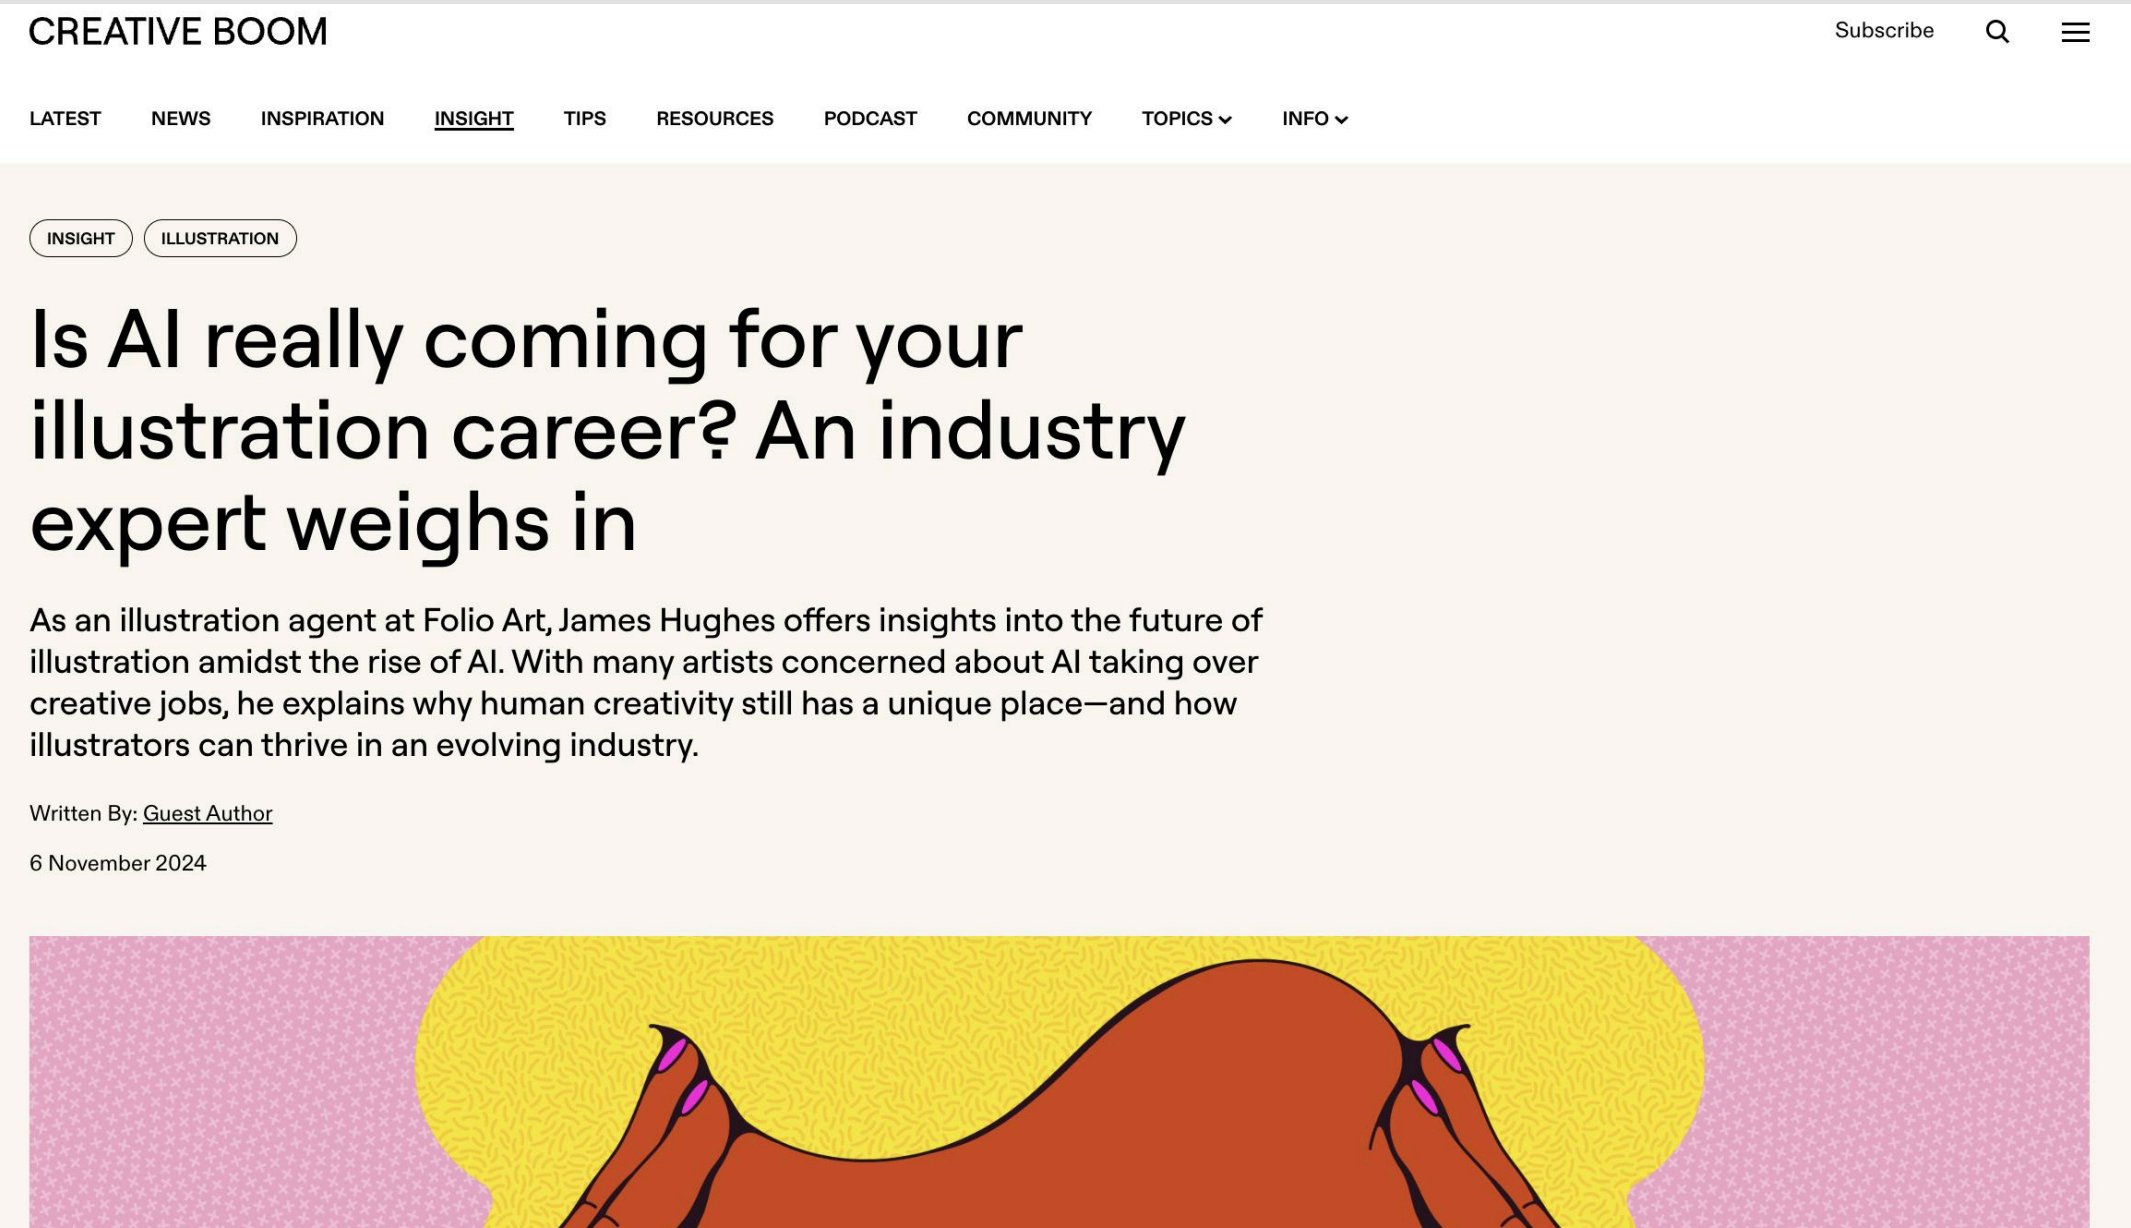 CREATIVE BOOM
Subscribe
LATEST NEWS INSPIRATION INSIGHT TIPS RESOURCES PODCAST COMMUNITY TOPICS INFO
INSIGHT ILLUSTRATION
Is AI really coming for your
illustration career? An industry
expert weighs in
As an illustration agent at Folio Art, James Hughes offers insights into the future of
illustration amidst the rise of AI. With many artists concerned about AI taking over
creative jobs, he explains why human creativity still has a unique place—and how
illustrators can thrive in an evolving industry.
Written By: Guest Author
6 November 2024